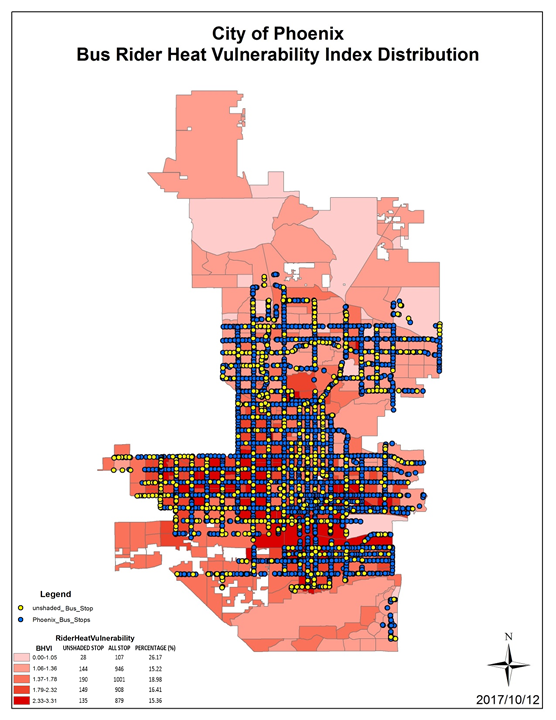 City of Phoenix
Bus Rider Heat Vulnerability Index Distribution
Legend
unshaded_Bus_Stop
Phoenix_Bus_Stops
RiderHeatVulnerability
BHVI UNSHADED STOP ALL STOP PERCENTAGE (%)
0.00-1.05 28 107 26.17
1.06-1.36 144 946 15.22
1.37-1.78 190 1001 18.98
1.79-2.32 149 908 16.41
2.33-3.31 135 879 15.36
N
2017/10/12